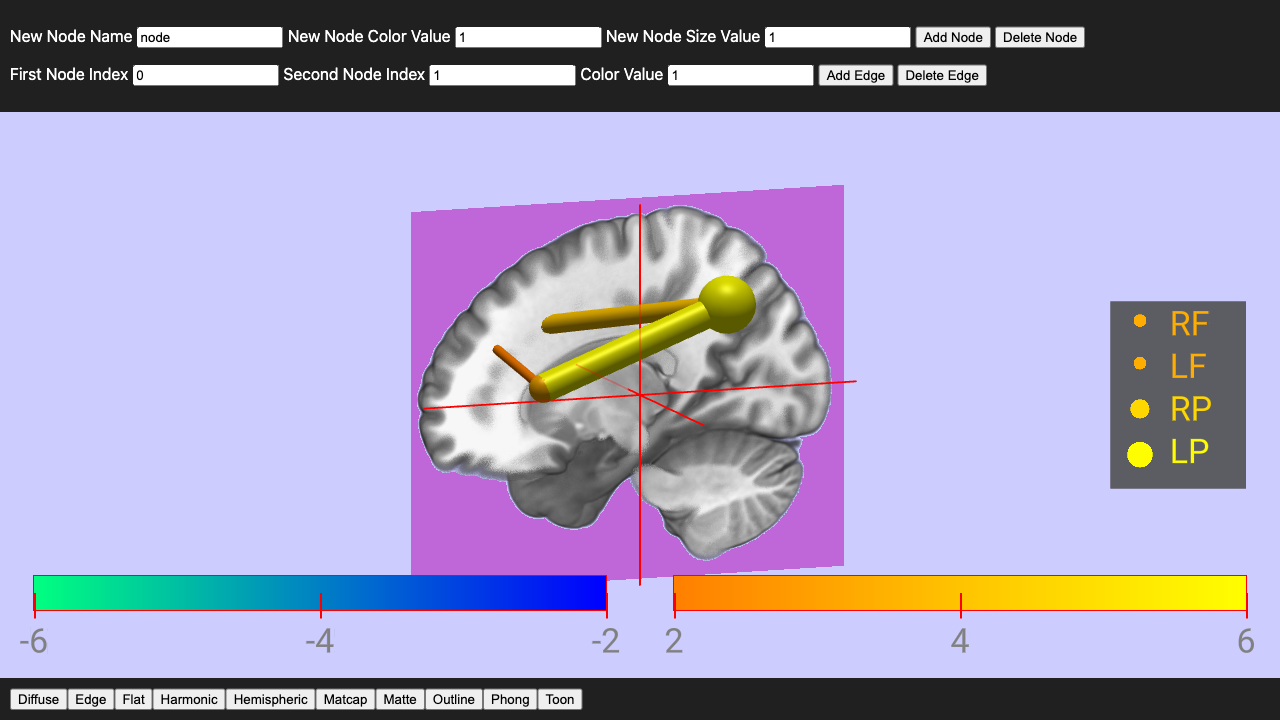 New Node Name node New Node Color Value 1 New Node Size Value 1 Add Node Delete Node
First Node Index 0 Second Node Index 1 Color Value 1 Add Edge Delete Edge
RF
LF
RP
LP
-6 -4 -2 2 4 6
Diffuse Edge Flat Harmonic Hemispheric Matcap Matte Outline Phong Toon